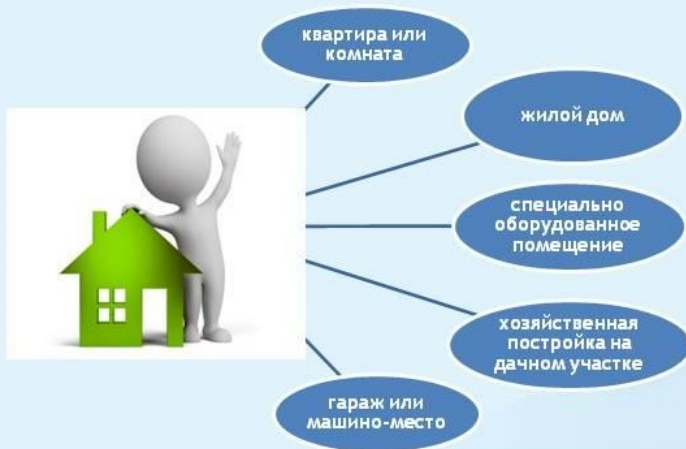 квартира или
комната
жилой дом
специально
оборудованное
помещение
хозяйственная
постройка на
дачном участке
гараж или
машино-место